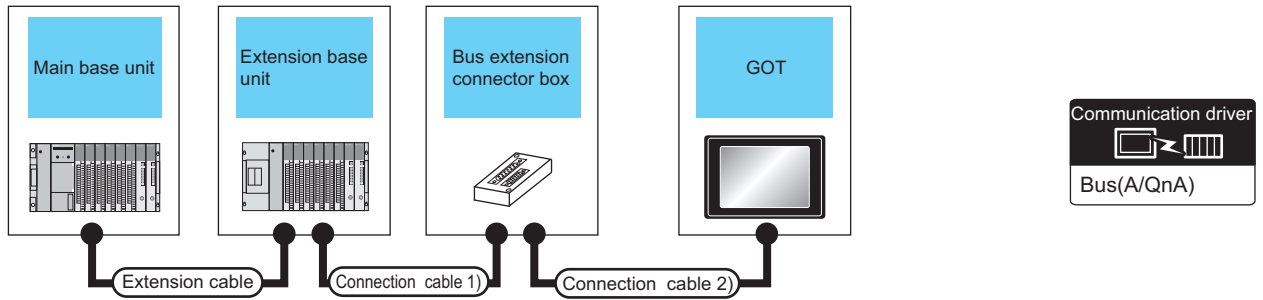 Main base unit
Extension base
unit
Bus extension
connector box
GOT
Communication driver
Bus(A/QnA)
Extension cable
Connection cable 1)
Connection cable 2)